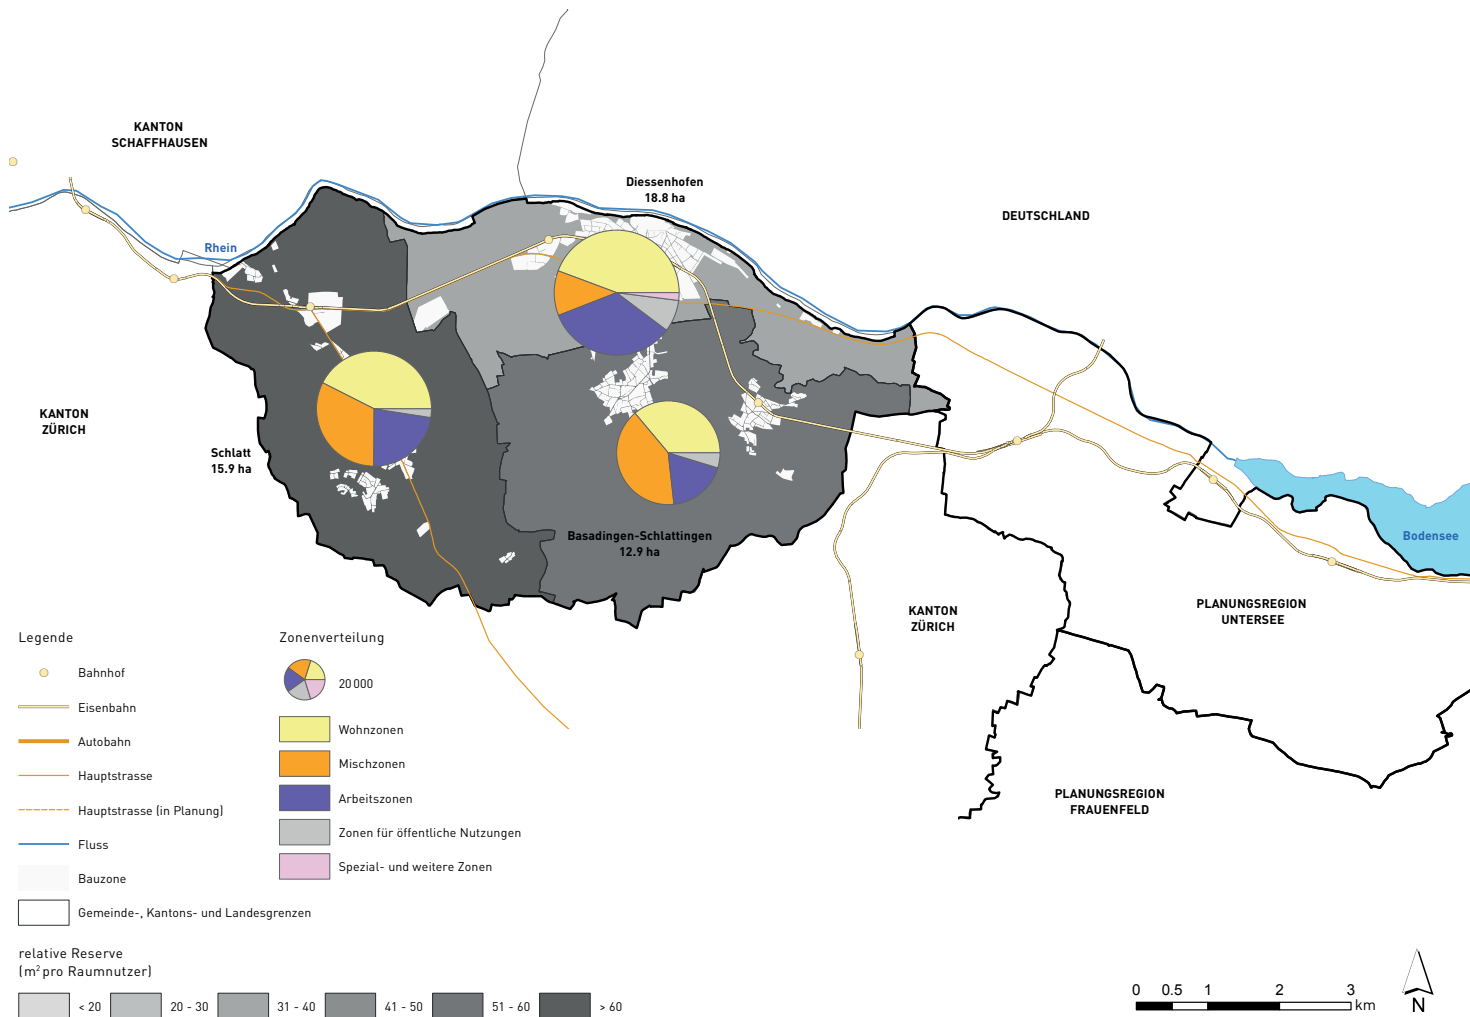 KANTON
SCHAFFHAUSEN
Diessenhofen
18.8 ha
DEUTSCHLAND
Rhein
KANTON
ZÜRICH
Schlatt
15.9 ha
Basadingen-Schlattingen
12.9 ha
Bodensee
KANTON
ZÜRICH
PLANUNGSREGION
UNTERSEE
PLANUNGSREGION
FRAUENFELD
Legende
Bahnhof
Eisenbahn
Autobahn
Hauptstrasse
Hauptstrasse (in Planung)
Fluss
Bauzone
Gemeinde-, Kantons- und Landesgrenzen
Zonenverteilung
20 000
Wohnzonen
Mischzonen
Arbeitszonen
Zonen für öffentliche Nutzungen
Spezial- und weitere Zonen
relative Reserve
(m² pro Raumnutzer)
< 20 20 - 30 31 - 40 41 - 50 51 - 60 > 60
0 0.5 1 2 3
km
N